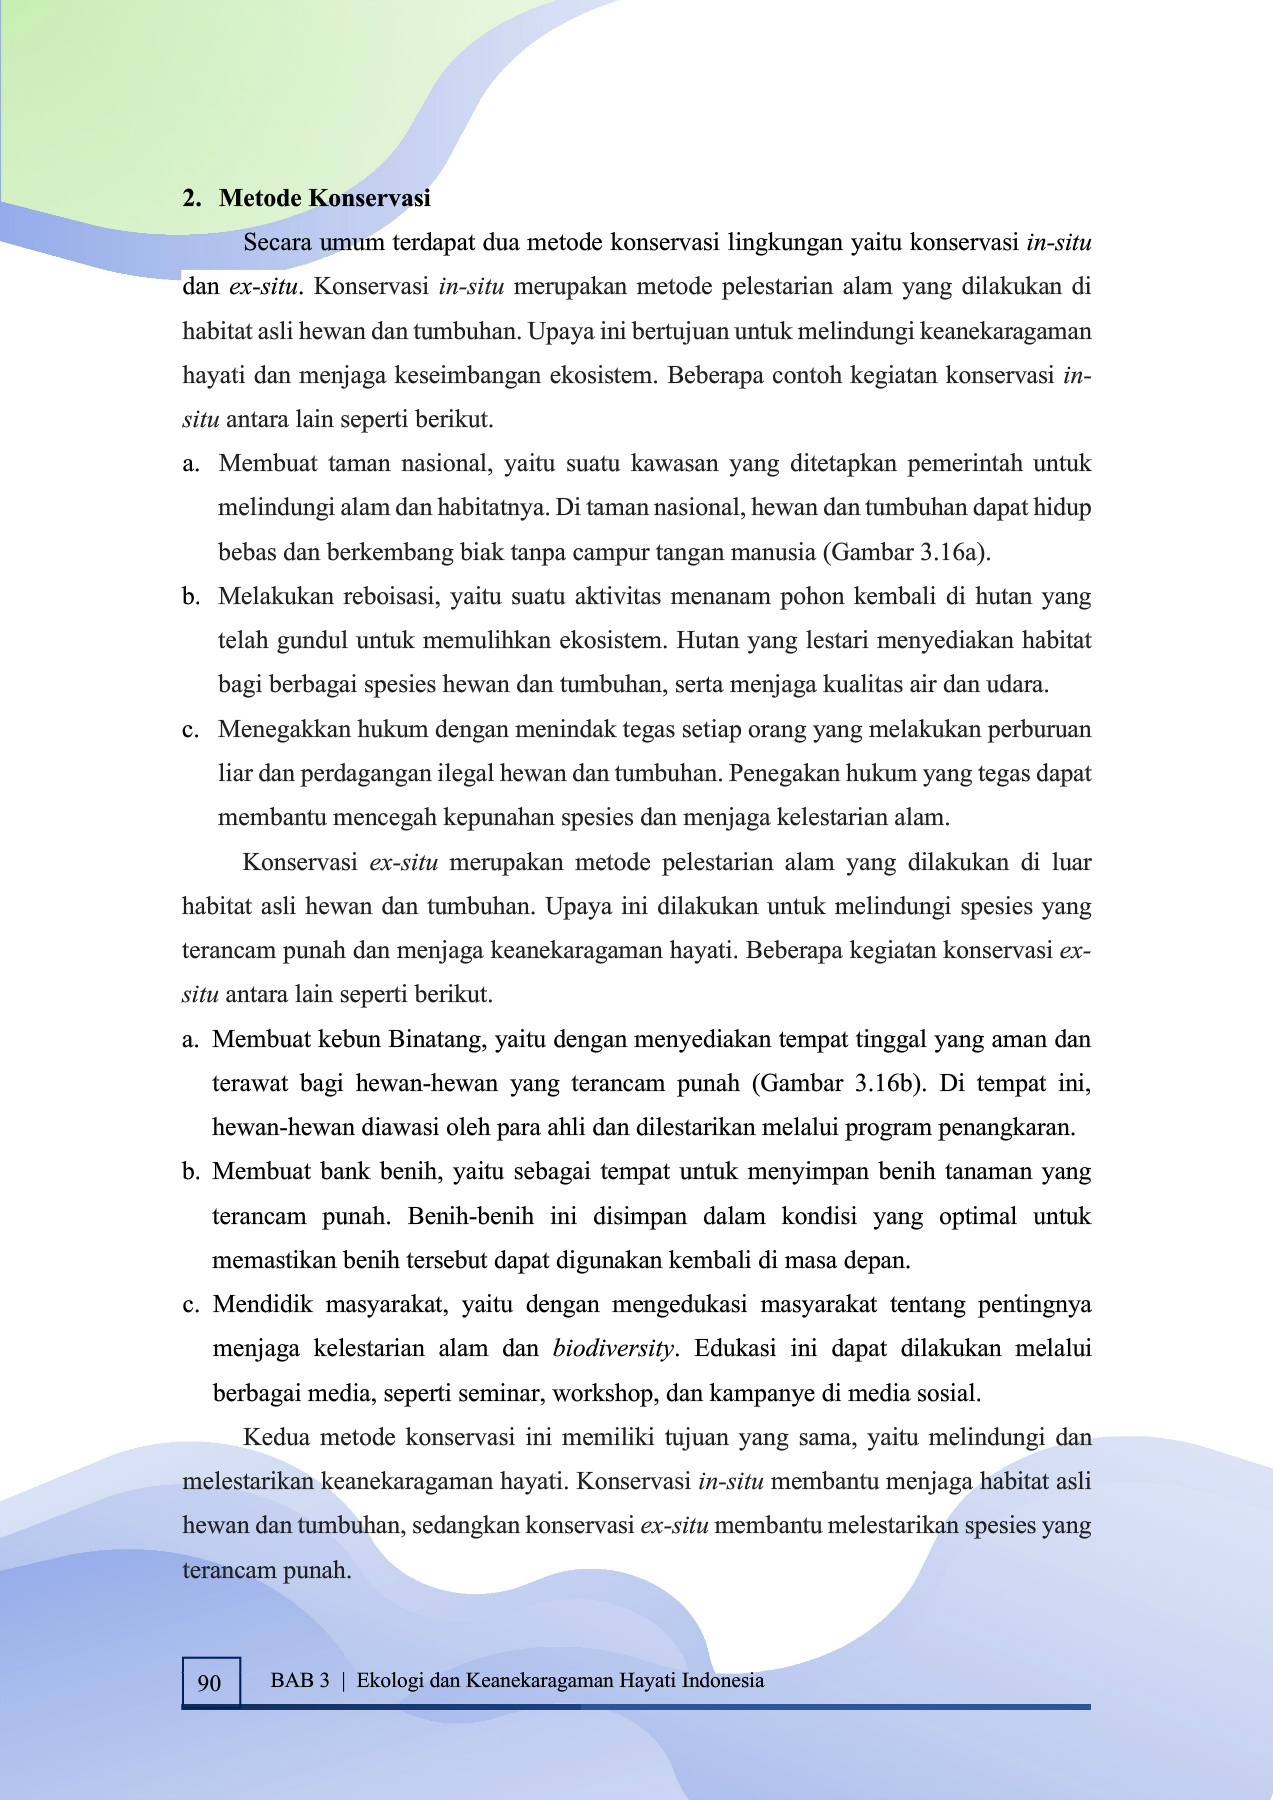 2. Metode Konservasi
Secara umum terdapat dua metode konservasi lingkungan yaitu konservasi in-situ
dan ex-situ. Konservasi in-situ merupakan metode pelestarian alam yang dilakukan di
habitat asli hewan dan tumbuhan. Upaya ini bertujuan untuk melindungi keanekaragaman
hayati dan menjaga keseimbangan ekosistem. Beberapa contoh kegiatan konservasi in-
situ antara lain seperti berikut.
a. Membuat taman nasional, yaitu suatu kawasan yang ditetapkan pemerintah untuk
melindungi alam dan habitatnya. Di taman nasional, hewan dan tumbuhan dapat hidup
bebas dan berkembang biak tanpa campur tangan manusia (Gambar 3.16a).
b. Melakukan reboisasi, yaitu suatu aktivitas menanam pohon kembali di hutan yang
telah gundul untuk memulihkan ekosistem. Hutan yang lestari menyediakan habitat
bagi berbagai spesies hewan dan tumbuhan, serta menjaga kualitas air dan udara.
c. Menegakkan hukum dengan menindak tegas setiap orang yang melakukan perburuan
liar dan perdagangan ilegal hewan dan tumbuhan. Penegakan hukum yang tegas dapat
membantu mencegah kepunahan spesies dan menjaga kelestarian alam.
Konservasi ex-situ merupakan metode pelestarian alam yang dilakukan di luar
habitat asli hewan dan tumbuhan. Upaya ini dilakukan untuk melindungi spesies yang
terancam punah dan menjaga keanekaragaman hayati. Beberapa kegiatan konservasi ex-
situ antara lain seperti berikut.
a. Membuat kebun Binatang, yaitu dengan menyediakan tempat tinggal yang aman dan
terawat bagi hewan-hewan yang terancam punah (Gambar 3.16b). Di tempat ini,
hewan-hewan diawasi oleh para ahli dan dilestarikan melalui program penangkaran.
b. Membuat bank benih, yaitu sebagai tempat untuk menyimpan benih tanaman yang
terancam punah. Benih-benih ini disimpan dalam kondisi yang optimal untuk
memastikan benih tersebut dapat digunakan kembali di masa depan.
c. Mendidik masyarakat, yaitu dengan mengedukasi masyarakat tentang pentingnya
menjaga kelestarian alam dan biodiversity. Edukasi ini dapat dilakukan melalui
berbagai media, seperti seminar, workshop, dan kampanye di media sosial.
Kedua metode konservasi ini memiliki tujuan yang sama, yaitu melindungi dan
melestarikan keanekaragaman hayati. Konservasi in-situ membantu menjaga habitat asli
hewan dan tumbuhan, sedangkan konservasi ex-situ membantu melestarikan spesies yang
terancam punah.
90 BAB 3 | Ekologi dan Keanekaragaman Hayati Indonesia